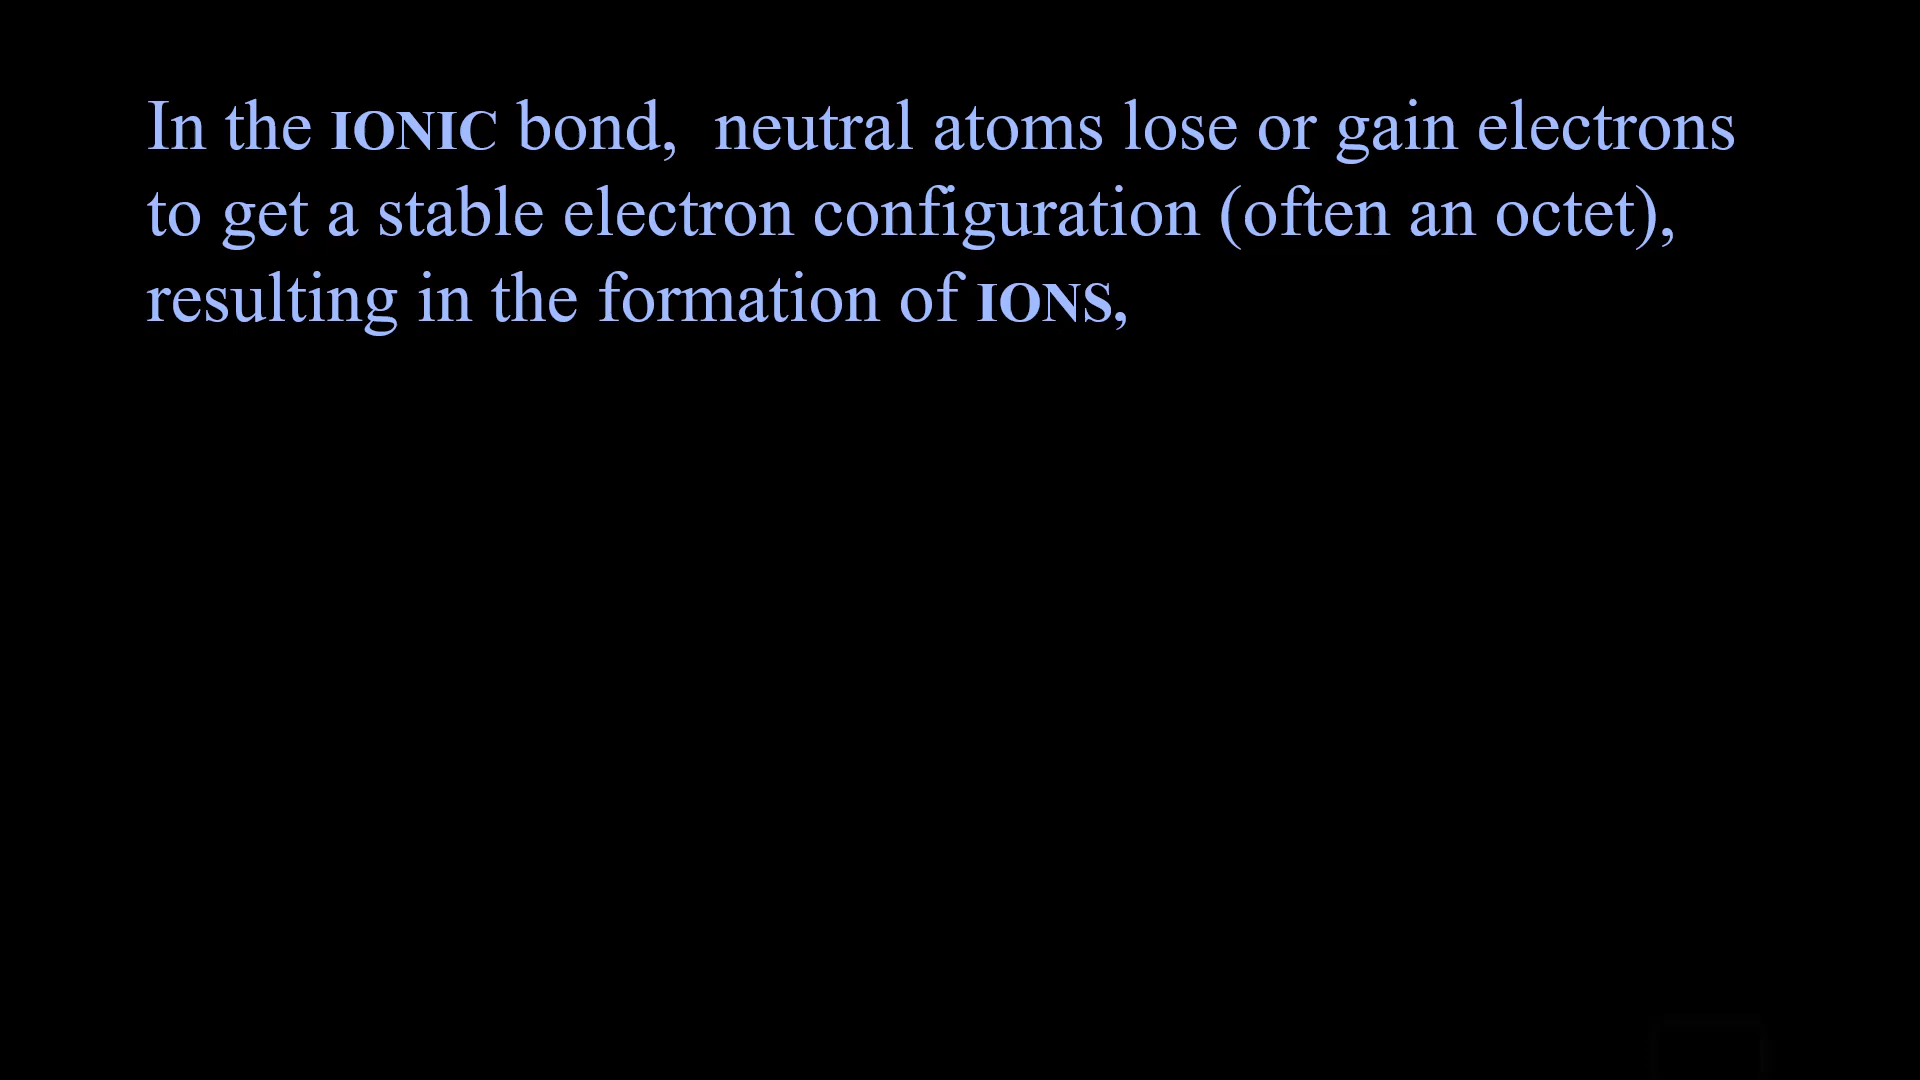 In the IONIC bond,  neutral atoms lose or gain electrons
to get a stable electron configuration (often an octet),
resulting in the formation of IONS,